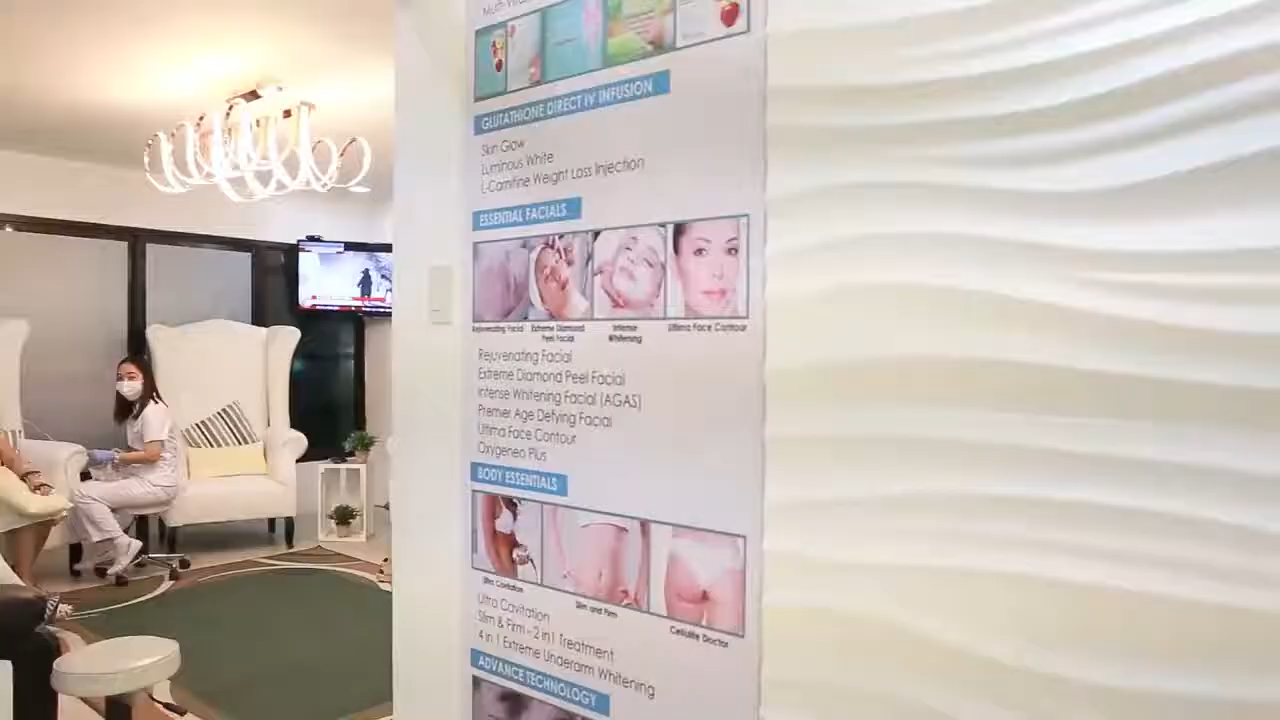 GLUTATHIONE DIRECT IV INFUSION
Skin Glow
Luminous White
L-Carnitine Weight Loss Injection
ESSENTIAL FACIALS
Rejuvenating Facial
Extreme Diamond Peel Facial
Intense Whitening
Ultima Face Contour
Rejuvenating Facial
Extreme Diamond Peel Facial
Intense Whitening Facial (AGAS)
Premier Age Defying Facial
Ultima Face Contour
Oxygeneo Plus
BODY ESSENTIALS
Ultra Cavitation
Slim and Firm
Cellulite Doctor
Ultra Cavitation
Slim & Firm - 2 in1 Treatment
4 in 1 Extreme Underarm Whitening
ADVANCE TECHNOLOGY